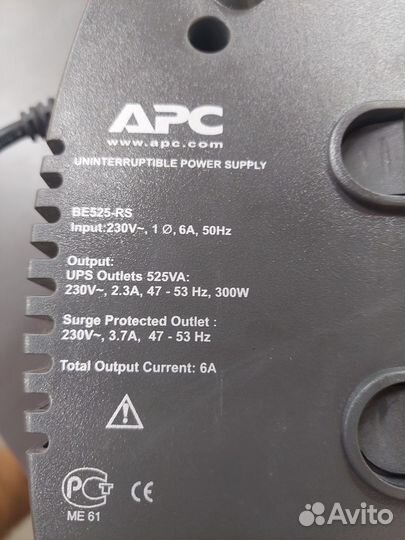 APC
www.apc.com
UNINTERRUPTIBLE POWER SUPPLY
BE525-RS
Input:230V~, 1 Ø, 6A, 50Hz
Output:
UPS Outlets 525VA:
230V~, 2.3A, 47 - 53 Hz, 300W
Surge Protected Outlet :
230V~, 3.7A, 47 - 53 Hz
Total Output Current: 6A
РСТ CE
ME 61
Avito